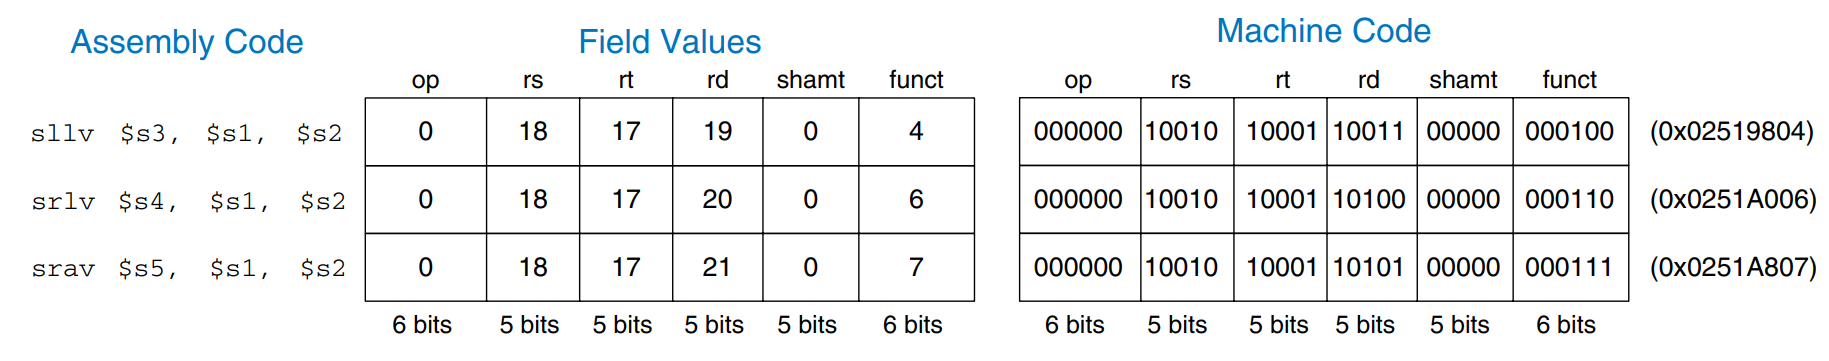 Assembly Code Field Values Machine Code
op rs rt rd shamt funct op rs rt rd shamt funct
sllv $s3, $s1, $s2 0 18 17 19 0 4 000000 10010 10001 10011 00000 000100 (0x02519804)
srlv $s4, $s1, $s2 0 18 17 20 0 6 000000 10010 10001 10100 00000 000110 (0x0251A006)
srav $s5, $s1, $s2 0 18 17 21 0 7 000000 10010 10001 10101 00000 000111 (0x0251A807)
6 bits 5 bits 5 bits 5 bits 5 bits 6 bits 6 bits 5 bits 5 bits 5 bits 5 bits 6 bits